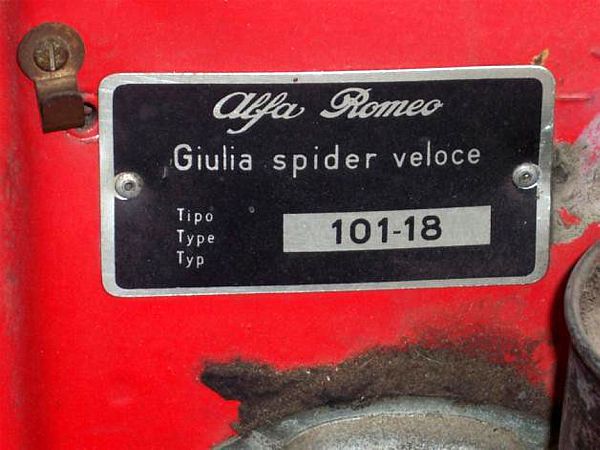 Alfa Romeo
Giulia spider veloce
Tipo
Type 101-18
Typ